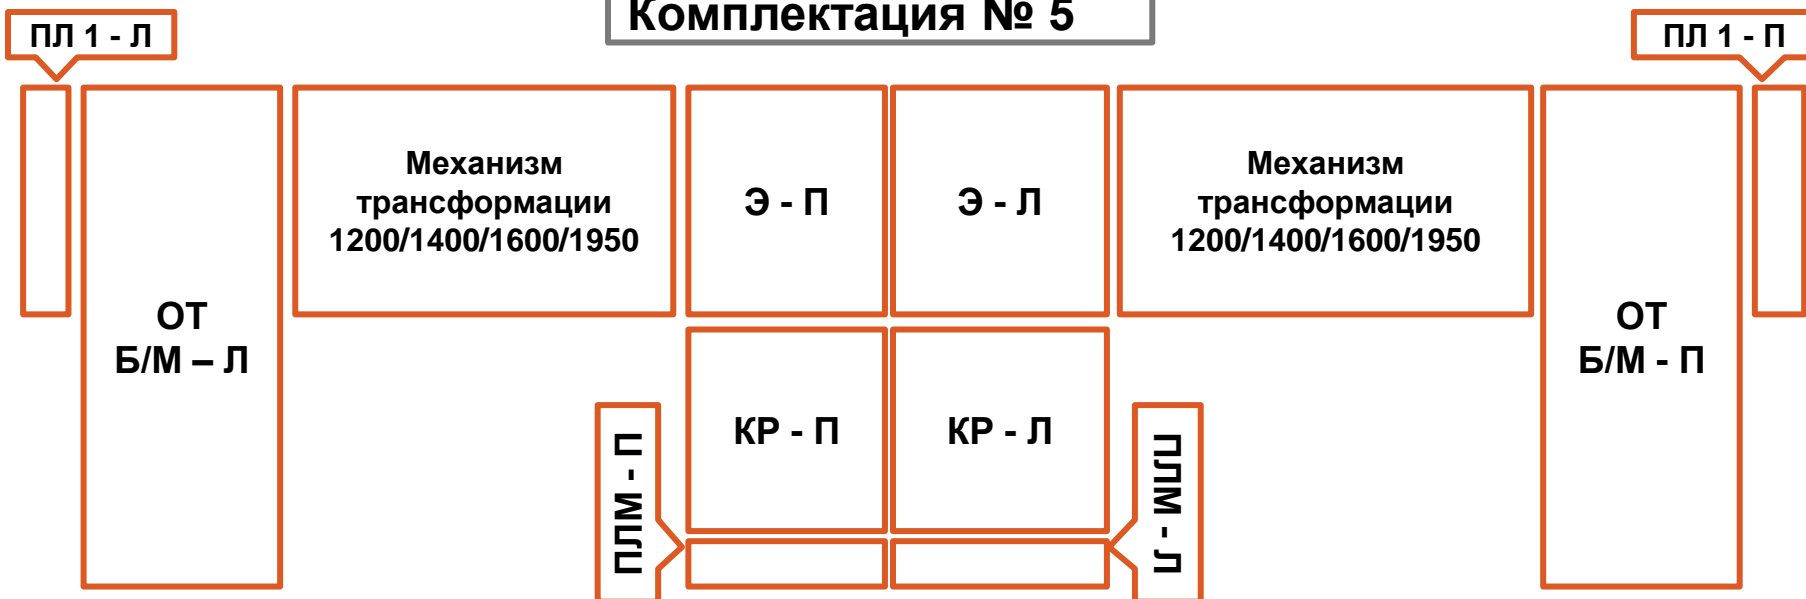 Комплектация № 5
ПЛ 1 - Л
ПЛ 1 - П
Механизм
трансформации
1200/1400/1600/1950
Э - П
Э - Л
Механизм
трансформации
1200/1400/1600/1950
ОТ
Б/М – Л
ОТ
Б/М - П
КР - П
КР - Л
ПЛМ - П
ПЛМ - Л